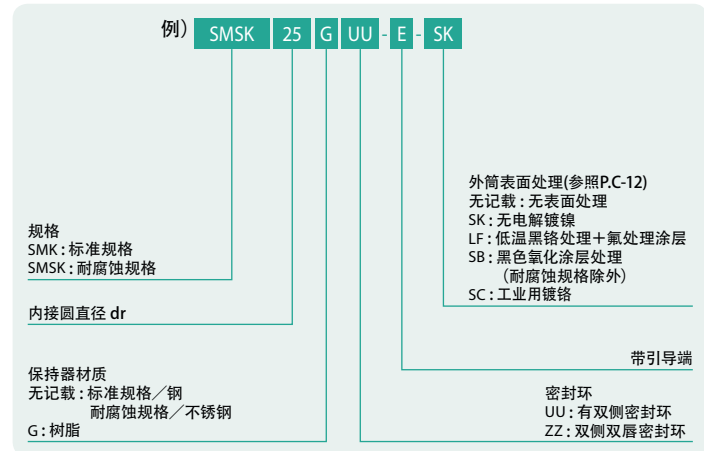 例） SMSK 25 G UU - E - SK
外筒表面处理(参照P.C-12)
无记载：无表面处理
SK：无电解镀镍
LF：低温黑铬处理＋氟处理涂层
SB：黑色氧化涂层处理
（耐腐蚀规格除外）
SC：工业用镀铬
规格
SMK：标准规格
SMSK：耐腐蚀规格
内接圆直径 dr
带引导端
保持器材质
无记载：标准规格／钢
耐腐蚀规格／不锈钢
G：树脂
密封环
UU：有双侧密封环
ZZ：双侧双唇密封环